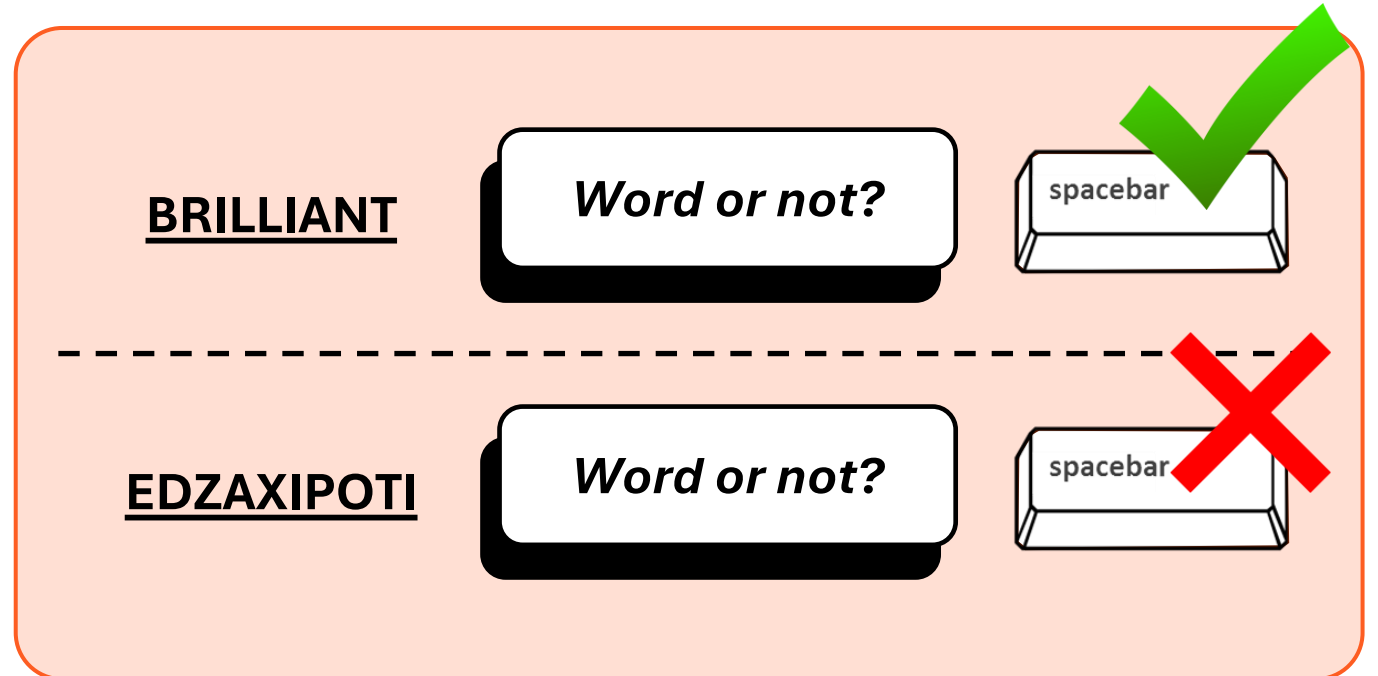 BRILLIANT
Word or not?
spacebar
EDZAXIPOTI
Word or not?
spacebar